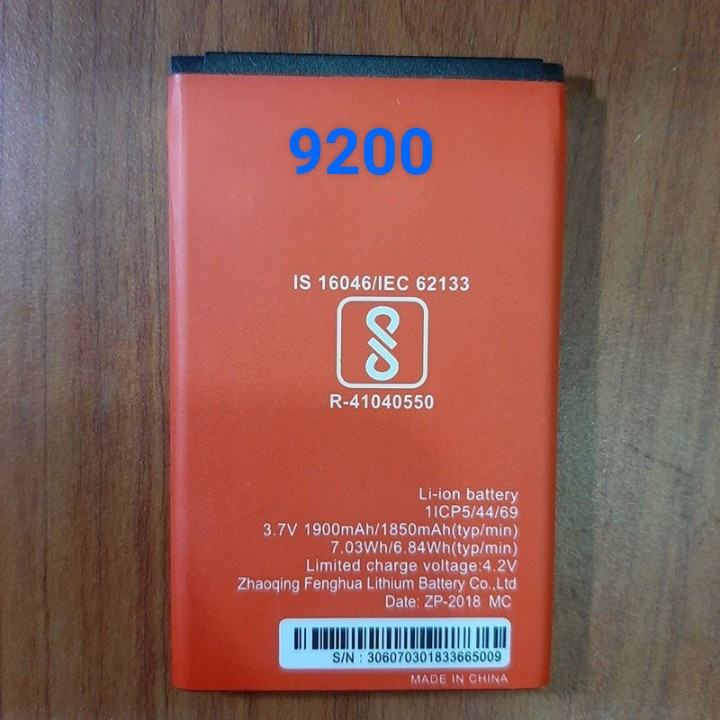 9200
IS 16046/IEC 62133
R-41040550
Li-ion battery
1ICP5/44/69
3.7V 1900mAh/1850mAh(typ/min)
7.03Wh/6.84Wh(typ/min)
Limited charge voltage:4.2V
Zhaoqing Fenghua Lithium Battery Co.,Ltd
Date: ZP-2018 MC
S/N : 306070301833665009
MADE IN CHINA